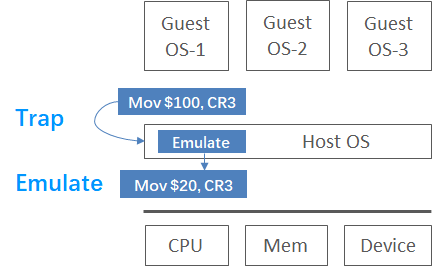 Guest
OS-1
Guest
OS-2
Guest
OS-3
Mov $100, CR3
Trap
Emulate
Host OS
Emulate
Mov $20, CR3
CPU
Mem
Device